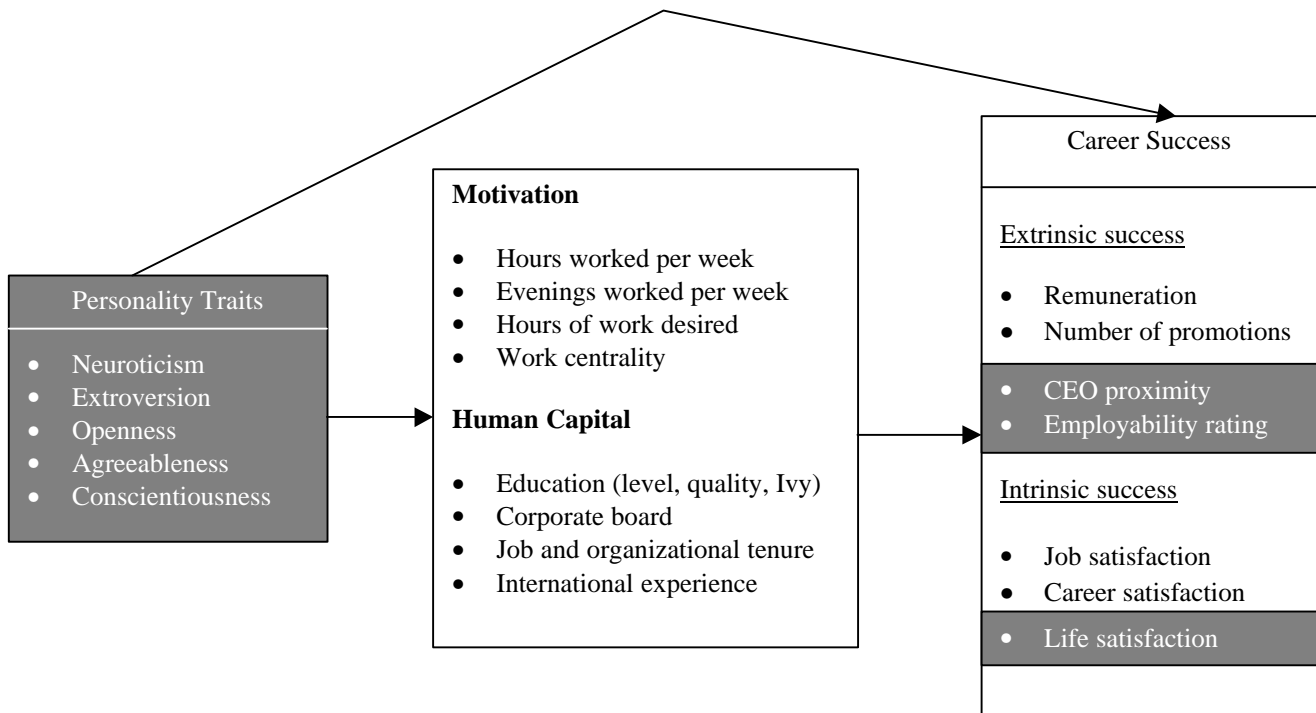 Personality Traits
• Neuroticism
• Extroversion
• Openness
• Agreeableness
• Conscientiousness
Motivation
• Hours worked per week
• Evenings worked per week
• Hours of work desired
• Work centrality
Human Capital
• Education (level, quality, Ivy)
• Corporate board
• Job and organizational tenure
• International experience
Career Success
Extrinsic success
• Remuneration
• Number of promotions
• CEO proximity
• Employability rating
Intrinsic success
• Job satisfaction
• Career satisfaction
• Life satisfaction